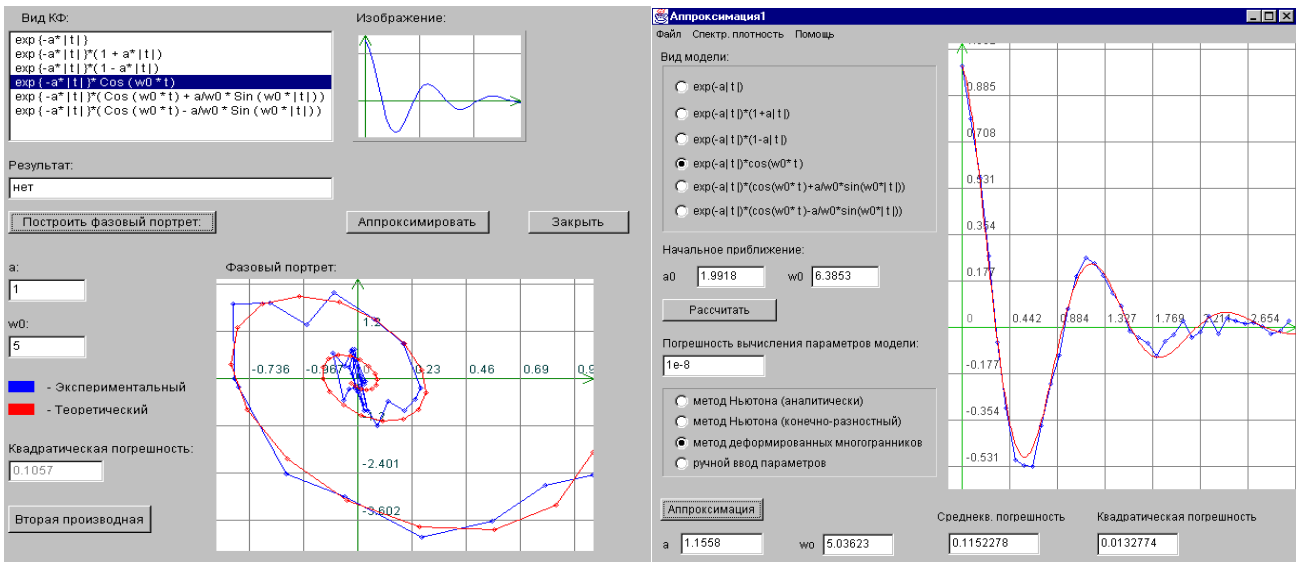 Вид КФ:
exp {-a* | t | }
exp {-a* | t | }*(1 + a* | t | )
exp {-a* | t | }*(1 - a* | t | )
exp { -a* | t | }* Cos ( w0 * t )
exp { -a* | t | }*( Cos ( w0 * t ) + a/w0 * Sin ( w0 * | t | ) )
exp { -a* | t | }*( Cos ( w0 * t ) - a/w0 * Sin ( w0 * | t | ) )
Изображение:
Результат:
нет
Построить фазовый портрет:
Аппроксимировать
Закрыть
a:
1
w0:
5
- Экспериментальный
- Теоретический
Квадратическая погрешность:
0.1057
Вторая производная
Фазовый портрет:
1.2
-0.736
0.23
0.46
0.69
-2.401
-3.602
Аппроксимация1
Файл Спектр. плотность Помощь
Вид модели:
exp(-a| t |)
exp(-a| t |)*(1+a| t |)
exp(-a| t |)*(1-a| t |)
exp(-a| t |)*cos(w0* t )
exp(-a| t |)*(cos(w0* t )+a/w0*sin(w0*| t |))
exp(-a| t |)*(cos(w0* t )-a/w0*sin(w0*| t |))
Начальное приближение:
a0 1.9918 w0 6.3853
Рассчитать
Погрешность вычисления параметров модели:
1e-8
метод Ньютона (аналитически)
метод Ньютона (конечно-разностный)
метод деформированных многогранников
ручной ввод параметров
Аппроксимация
a 1.1558 wo 5.03623
0.885
0.708
0.531
0.354
0.177
0 0.442 0.884 1.327 1.769 2.654
-0.177
-0.354
-0.531
Среднекв. погрешность
0.1152278
Квадратическая погрешность
0.0132774